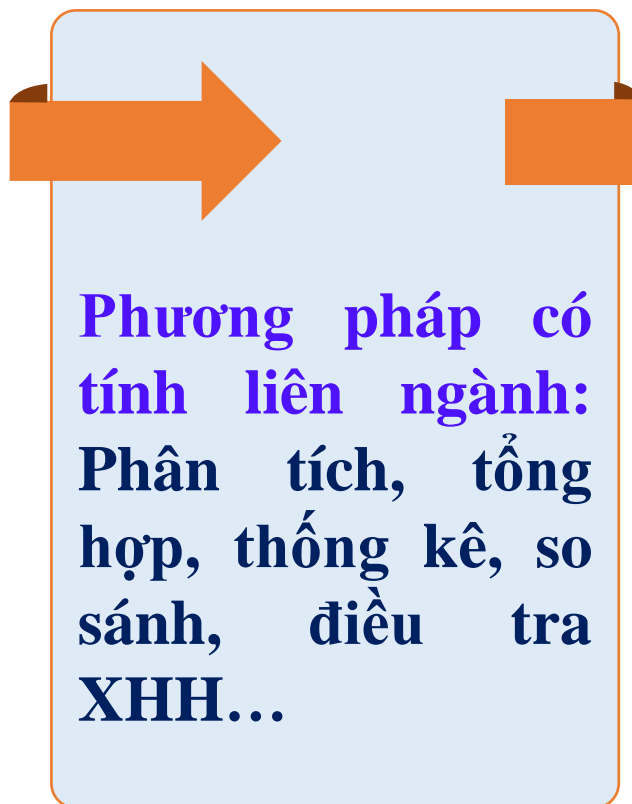 Phương pháp có
tính liên ngành:
Phân tích, tổng
hợp, thống kê, so
sánh, điều tra
XHH…